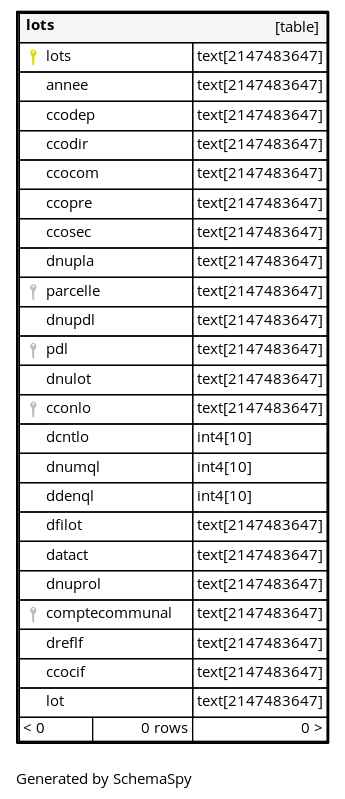 lots [table]
lots text[2147483647]
annee text[2147483647]
ccodep text[2147483647]
ccodir text[2147483647]
ccocom text[2147483647]
ccopre text[2147483647]
ccosec text[2147483647]
dnupla text[2147483647]
parcelle text[2147483647]
dnupdl text[2147483647]
pdl text[2147483647]
dnulot text[2147483647]
cconlo text[2147483647]
dcntlo int4[10]
dnumql int4[10]
ddenql int4[10]
dfilot text[2147483647]
datact text[2147483647]
dnuprol text[2147483647]
comptecommunal text[2147483647]
dreflf text[2147483647]
ccocif text[2147483647]
lot text[2147483647]
< 0 0 rows 0 >
Generated by SchemaSpy